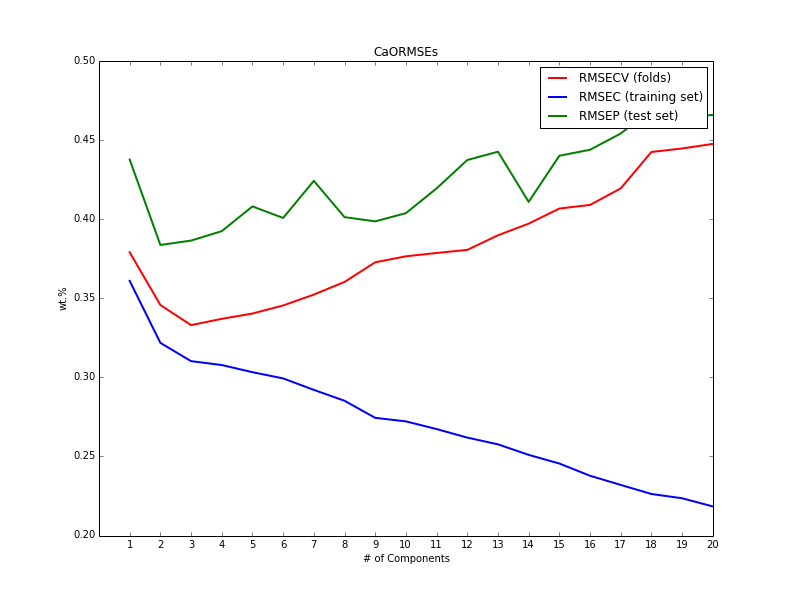 CaORMSEs
RMSECV (folds)
RMSEC (training set)
RMSEP (test set)
0.50
0.45
0.40
0.35
0.30
0.25
0.20
wt.%
1 2 3 4 5 6 7 8 9 10 11 12 13 14 15 16 17 18 19 20
# of Components